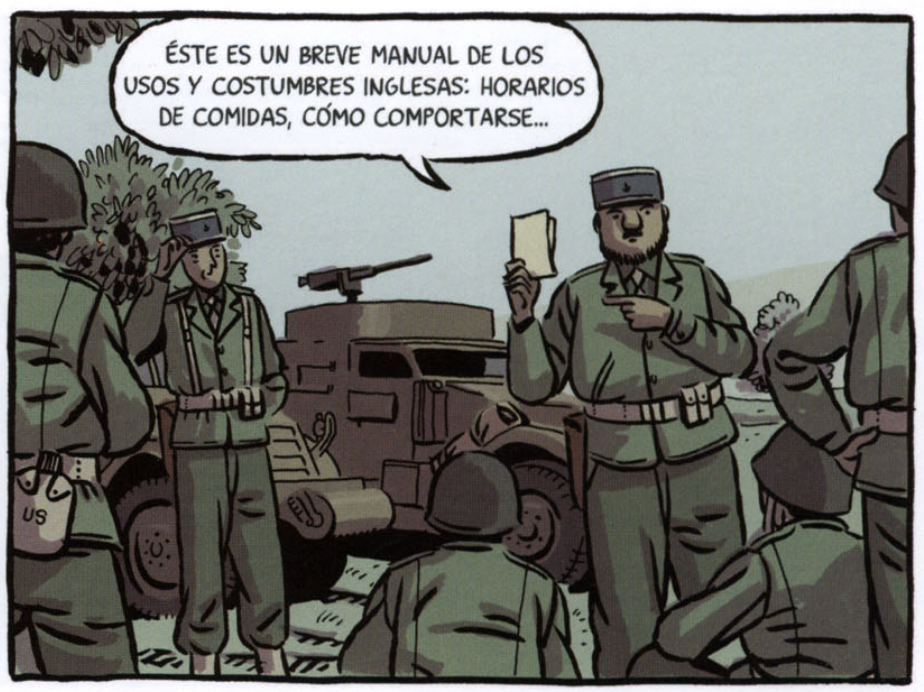 ÉSTE ES UN BREVE MANUAL DE LOS
USOS Y COSTUMBRES INGLESAS: HORARIOS
DE COMIDAS, CÓMO COMPORTARSE...
US